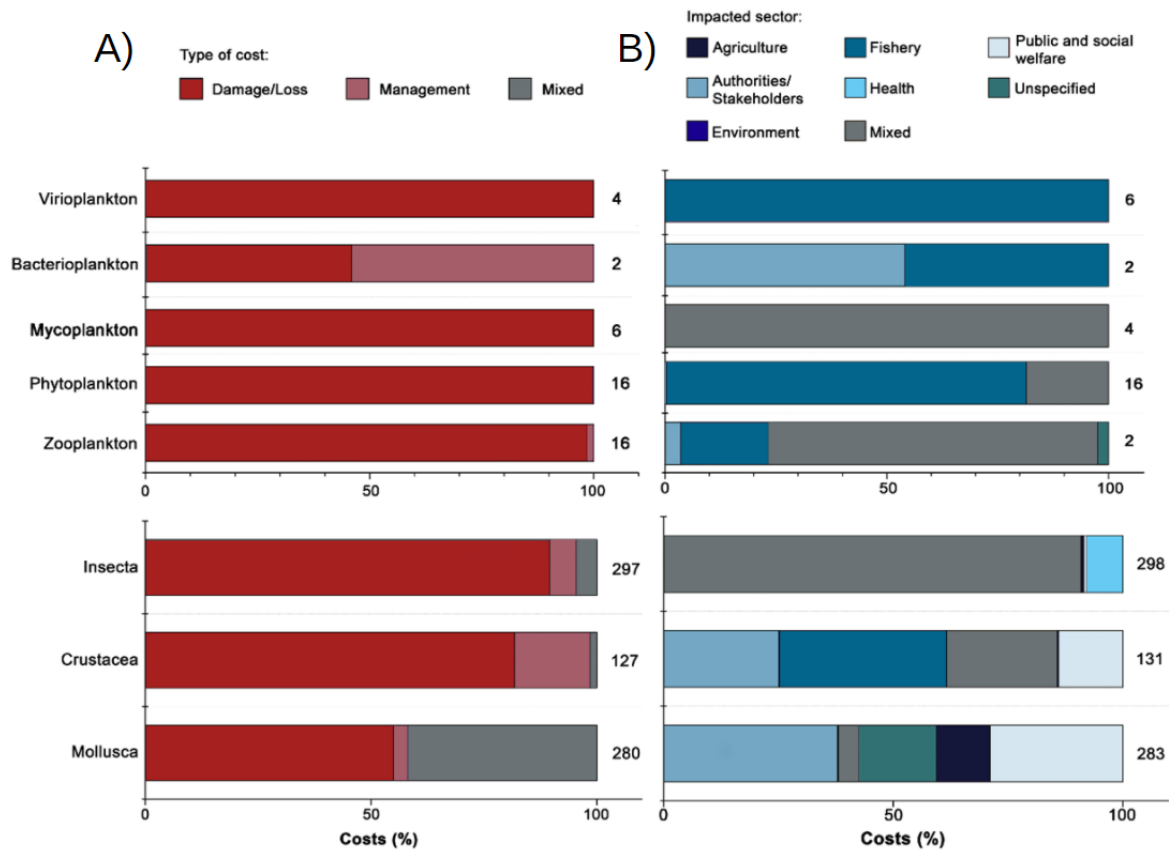 A)
Type of cost:
Damage/Loss
Management
Mixed
B)
Impacted sector:
Agriculture
Fishery
Public and social
welfare
Authorities/
Stakeholders
Health
Unspecified
Environment
Mixed
Virioplankton
4
6
Bacterioplankton
2
2
Mycoplankton
6
4
Phytoplankton
16
16
Zooplankton
16
2
0
50
100
0
50
100
Insecta
297
298
Crustacea
127
131
Mollusca
280
283
0
50
100
0
50
100
Costs (%)
Costs (%)